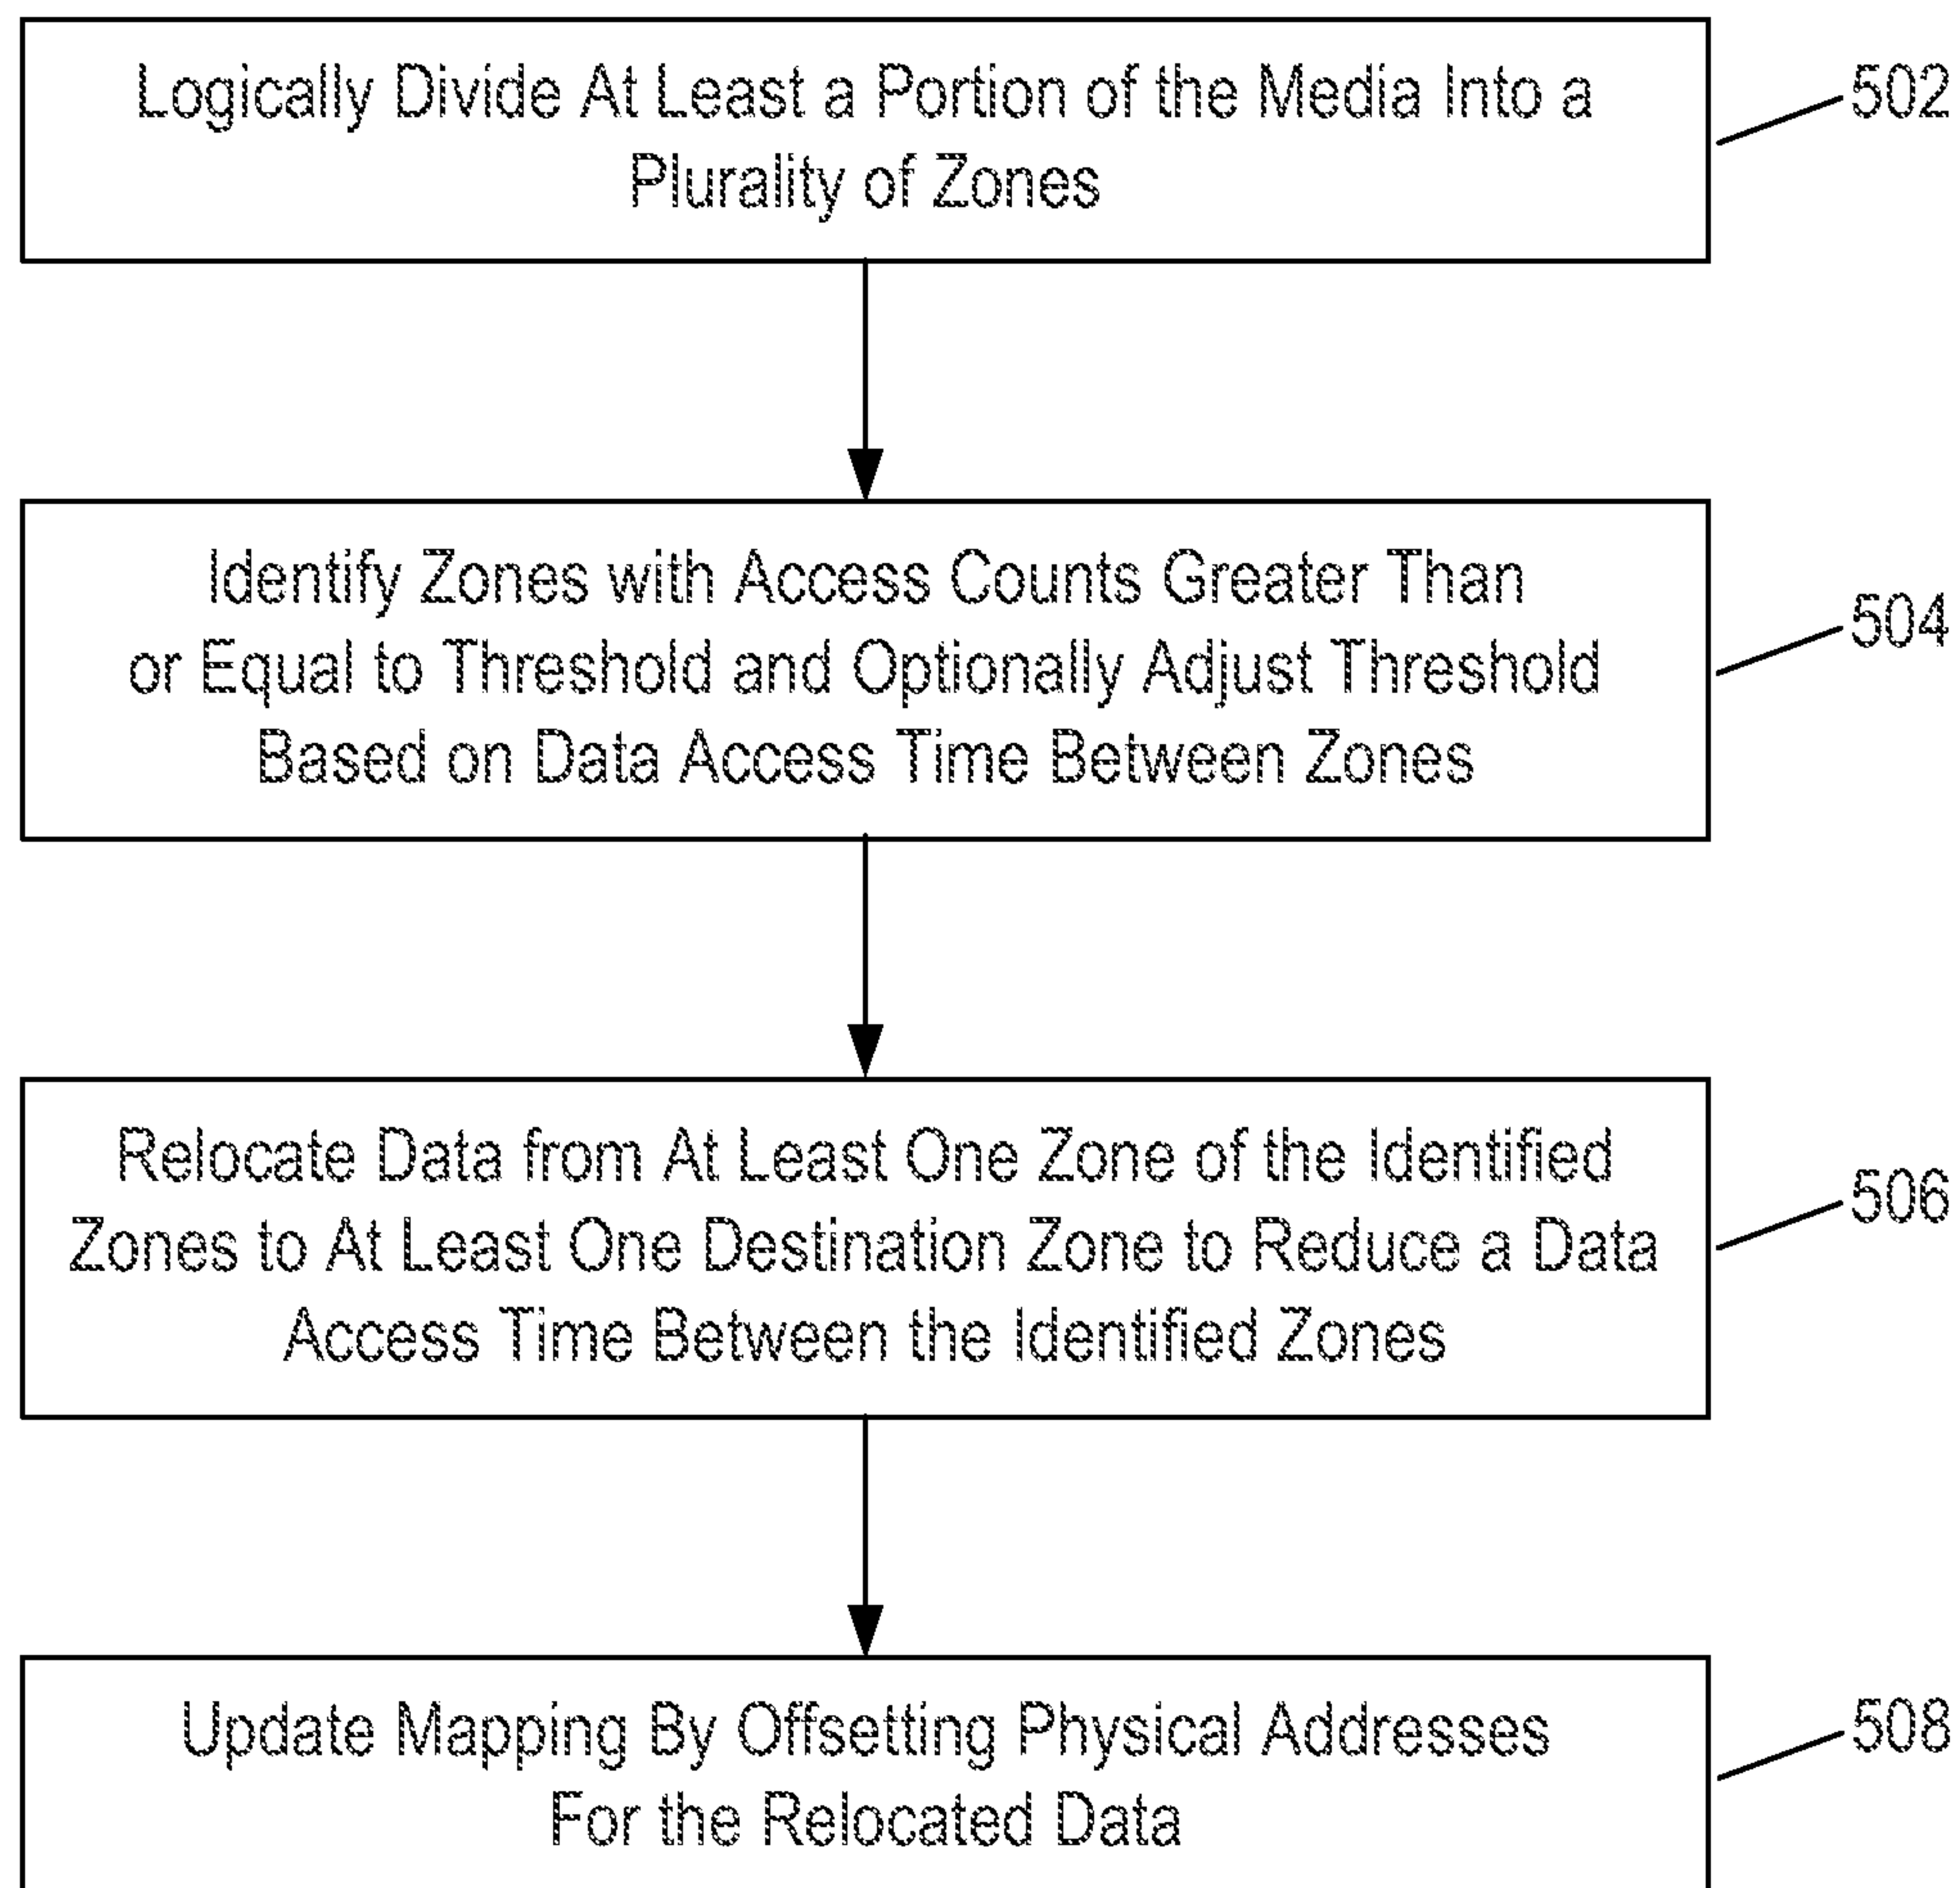 Logically Divide At Least a Portion of the Media Into a
Plurality of Zones
502
Identify Zones with Access Counts Greater Than
or Equal to Threshold and Optionally Adjust Threshold
Based on Data Access Time Between Zones
504
Relocate Data from At Least One Zone of the Identified
Zones to At Least One Destination Zone to Reduce a Data
Access Time Between the Identified Zones
506
Update Mapping By Offsetting Physical Addresses
For the Relocated Data
508